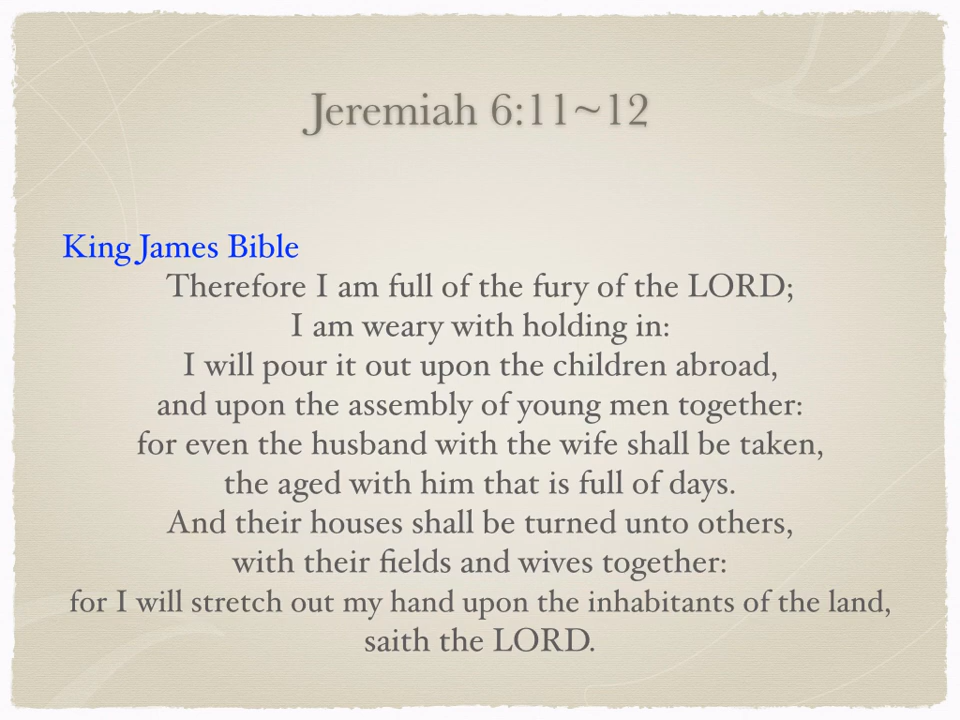 Jeremiah 6:11~12
King James Bible
Therefore I am full of the fury of the LORD;
I am weary with holding in:
I will pour it out upon the children abroad,
and upon the assembly of young men together:
for even the husband with the wife shall be taken,
the aged with him that is full of days.
And their houses shall be turned unto others,
with their fields and wives together:
for I will stretch out my hand upon the inhabitants of the land,
saith the LORD.